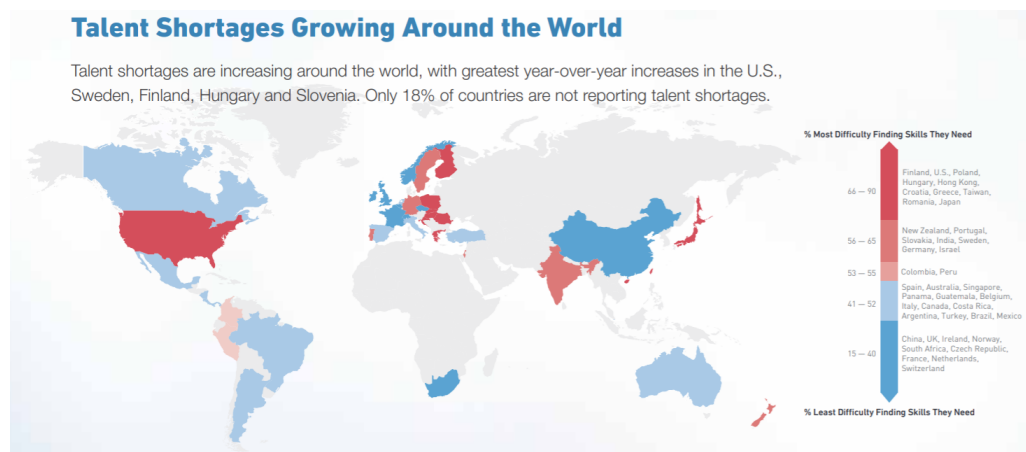 Talent Shortages Growing Around the World
Talent shortages are increasing around the world, with greatest year-over-year increases in the U.S.,
Sweden, Finland, Hungary and Slovenia. Only 18% of countries are not reporting talent shortages.
% Most Difficulty Finding Skills They Need
66 — 90
Finland, U.S., Poland,
Hungary, Hong Kong,
Croatia, Greece, Taiwan,
Romania, Japan
56 — 65
New Zealand, Portugal,
Slovakia, India, Sweden,
Germany, Israel
53 — 55
Colombia, Peru
41 — 52
Spain, Australia, Singapore,
Panama, Guatemala, Belgium,
Italy, Canada, Costa Rica,
Argentina, Turkey, Brazil, Mexico
15 — 40
China, UK, Ireland, Norway,
South Africa, Czech Republic,
France, Netherlands,
Switzerland
% Least Difficulty Finding Skills They Need